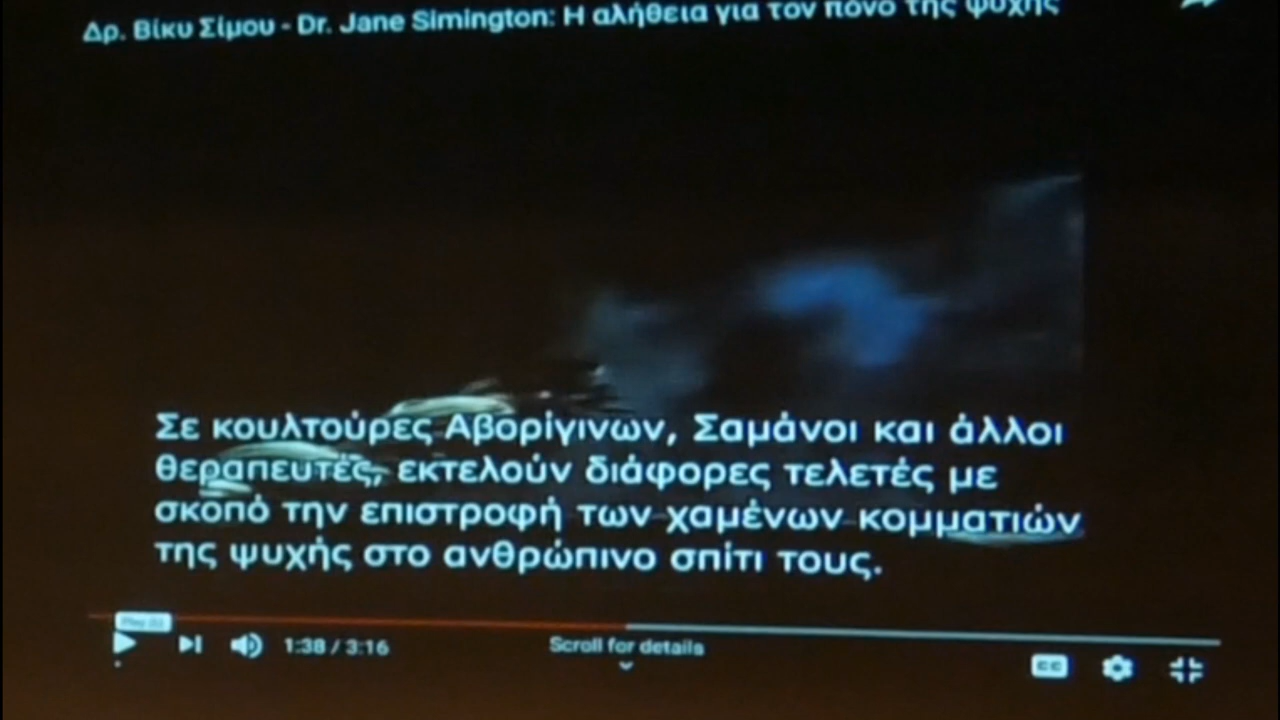 Δρ. Βίκυ Σίμου - Dr. Jane Simington: Η αλήθεια για τον πόνο της ψυχής
Σε κουλτούρες Αβορίγινων, Σαμάνοι και άλλοι
θεραπευτές, εκτελούν διάφορες τελετές με
σκοπό την επιστροφή των χαμένων κομματιών
της ψυχής στο ανθρώπινο σπίτι τους.
Play (k)
1:38 / 3:16
Scroll for details
CC